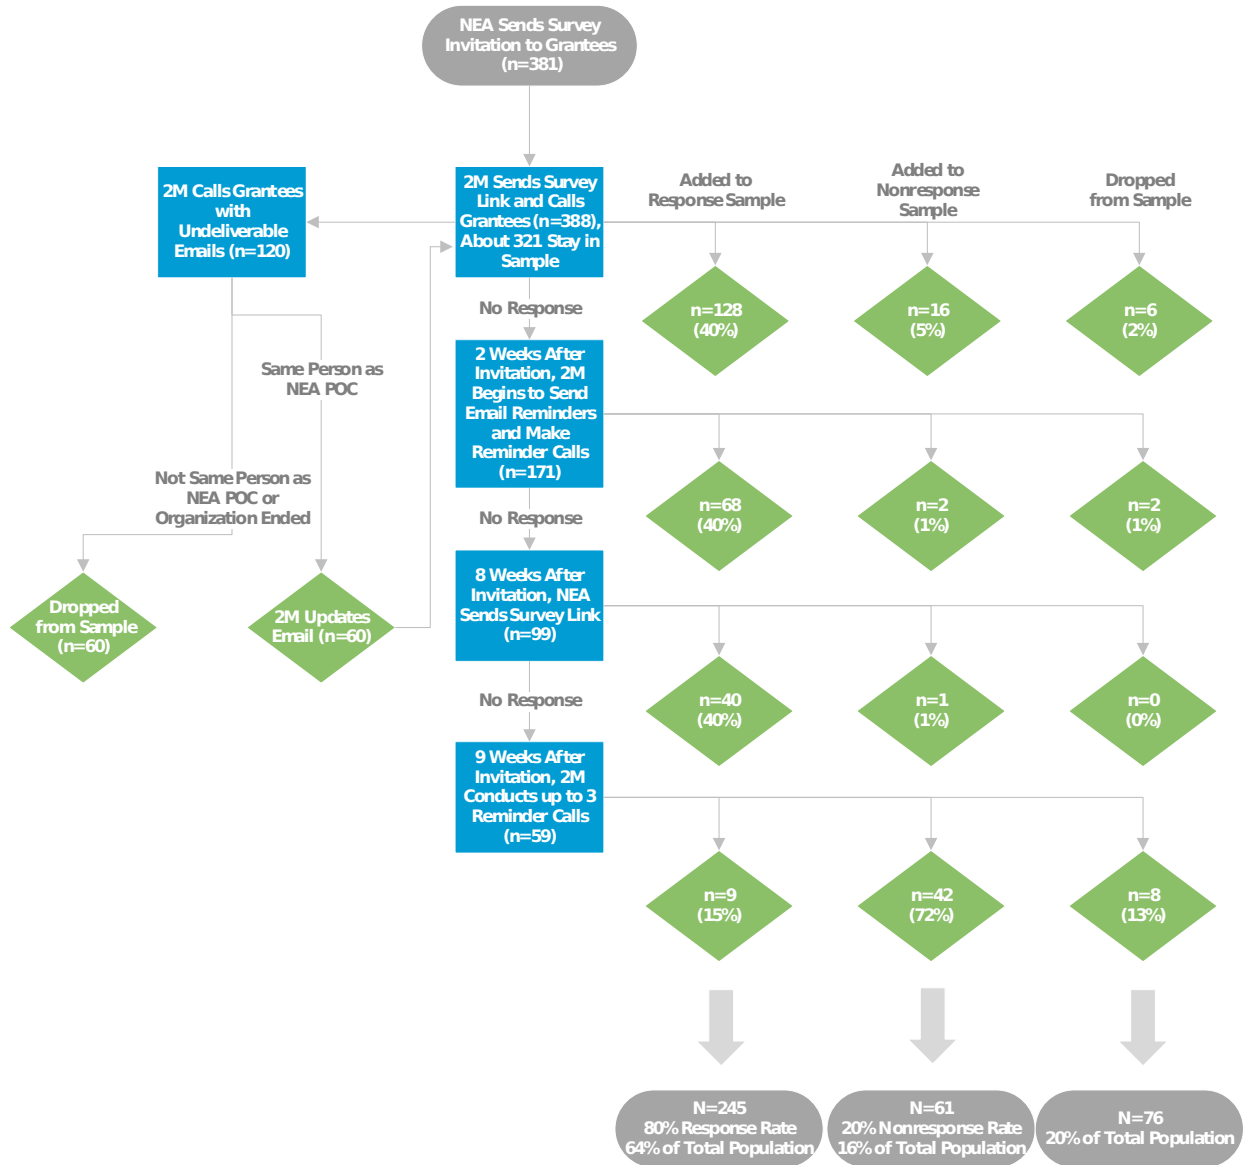 NEA Sends Survey
Invitation to Grantees
(n=381)
2M Calls Grantees
with
Undeliverable
Emails (n=120)
2M Sends Survey
Link and Calls
Grantees (n=388),
About 321 Stay in
Sample
Added to
Response Sample
Added to
Nonresponse
Sample
Dropped
from Sample
n=128
(40%)
n=16
(5%)
n=6
(2%)
No Response
2 Weeks After
Invitation, 2M
Begins to Send
Email Reminders
and Make
Reminder Calls
(n=171)
Same Person as
NEA POC
Not Same Person as
NEA POC or
Organization Ended
n=68
(40%)
n=2
(1%)
n=2
(1%)
No Response
8 Weeks After
Invitation, NEA
Sends Survey Link
(n=99)
Dropped
from Sample
(n=60)
2M Updates
Email (n=60)
n=40
(40%)
n=1
(1%)
n=0
(0%)
No Response
9 Weeks After
Invitation, 2M
Conducts up to 3
Reminder Calls
(n=59)
n=9
(15%)
n=42
(72%)
n=8
(13%)
N=245
80% Response Rate
64% of Total Population
N=61
20% Nonresponse Rate
16% of Total Population
N=76
20% of Total Population